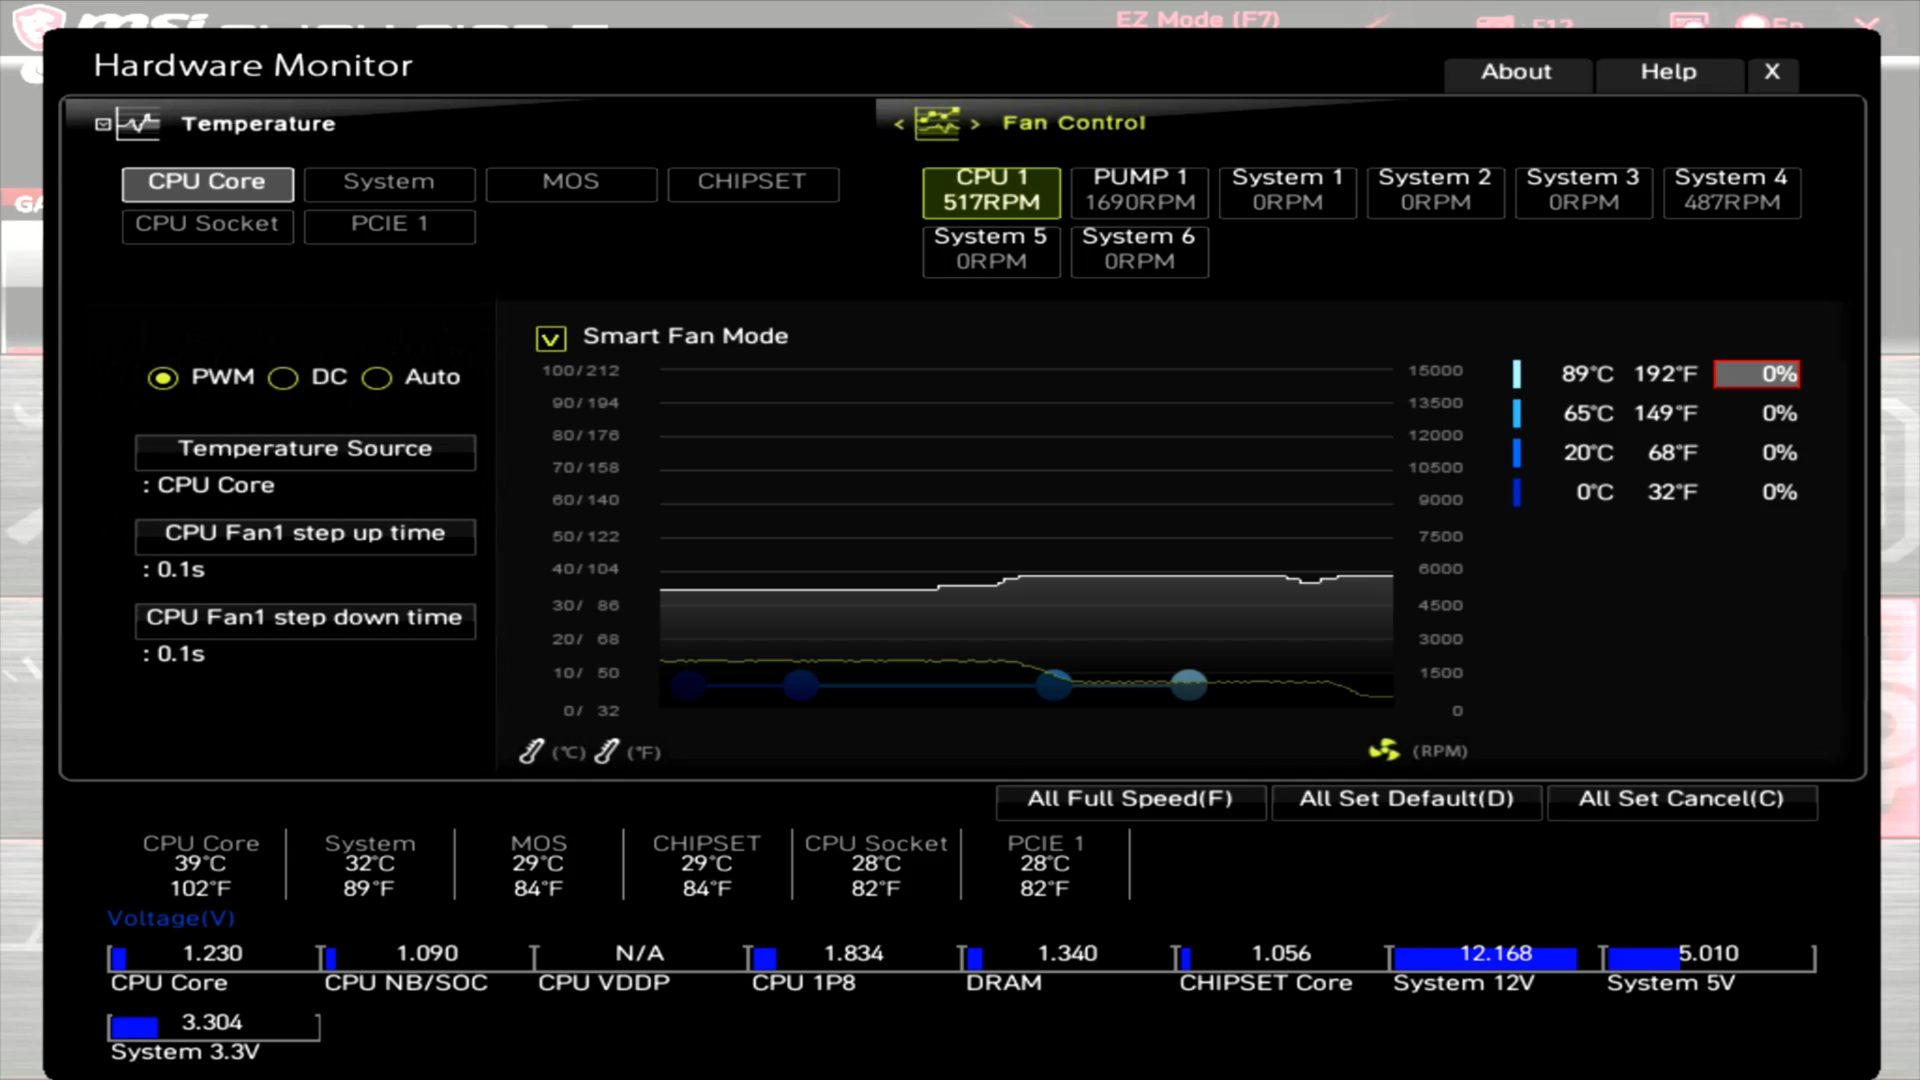 msi
EZ Mode (F7)
: F12
En
X
Hardware Monitor
About
Help
X
Temperature
< > Fan Control
CPU Core
System
MOS
CHIPSET
CPU Socket
PCIE 1
CPU 1
517RPM
PUMP 1
1690RPM
System 1
0RPM
System 2
0RPM
System 3
0RPM
System 4
487RPM
System 5
0RPM
System 6
0RPM
GA
PWM
DC
Auto
Temperature Source
: CPU Core
CPU Fan1 step up time
: 0.1s
CPU Fan1 step down time
: 0.1s
Smart Fan Mode
100/212
90/194
80/176
70/158
60/140
50/122
40/104
30/ 86
20/ 68
10/ 50
0/ 32
15000
13500
12000
10500
9000
7500
6000
4500
3000
1500
0
(°C)
(°F)
(RPM)
89°C 192°F 0%
65°C 149°F 0%
20°C 68°F 0%
0°C 32°F 0%
All Full Speed(F)
All Set Default(D)
All Set Cancel(C)
CPU Core
39°C
102°F
System
32°C
89°F
MOS
29°C
84°F
CHIPSET
29°C
84°F
CPU Socket
28°C
82°F
PCIE 1
28°C
82°F
Voltage(V)
1.230
CPU Core
1.090
CPU NB/SOC
N/A
CPU VDDP
1.834
CPU 1P8
1.340
DRAM
1.056
CHIPSET Core
12.168
System 12V
5.010
System 5V
3.304
System 3.3V